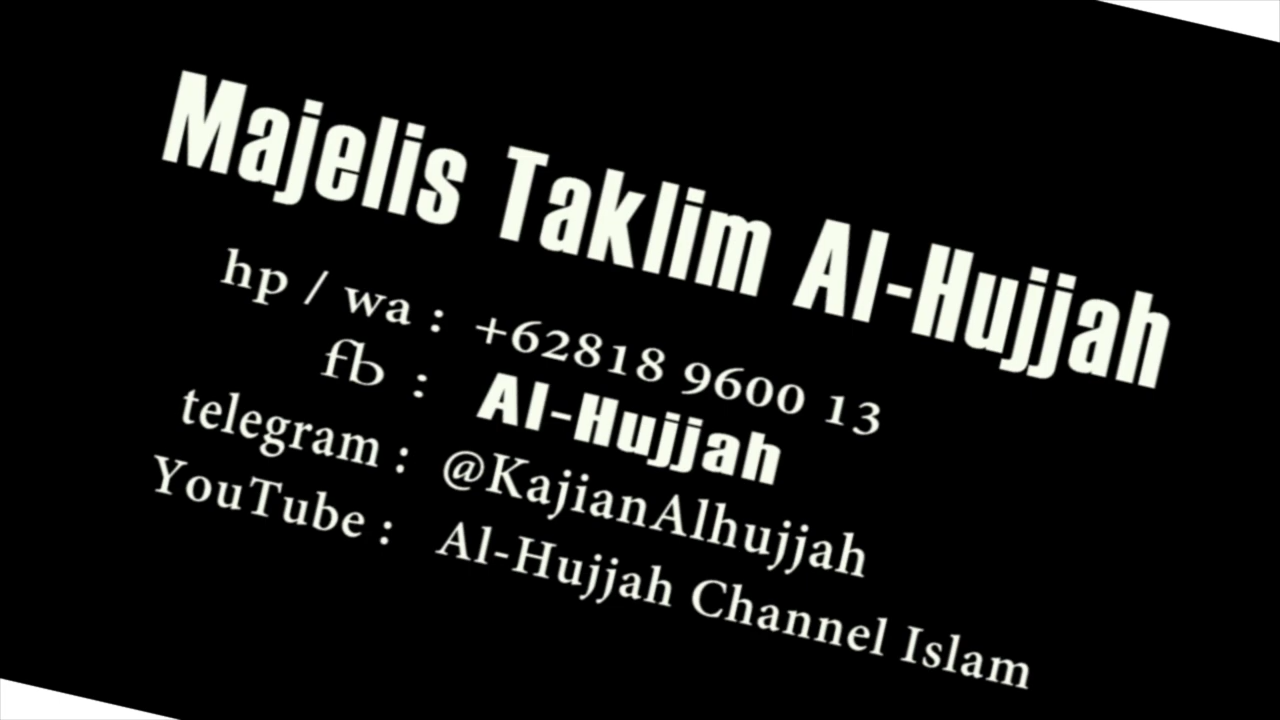 Majelis Taklim Al-Hujjah
hp / wa : +62818 9600 13
fb : Al-Hujjah
telegram : @KajianAlhujjah
YouTube : Al-Hujjah Channel Islam